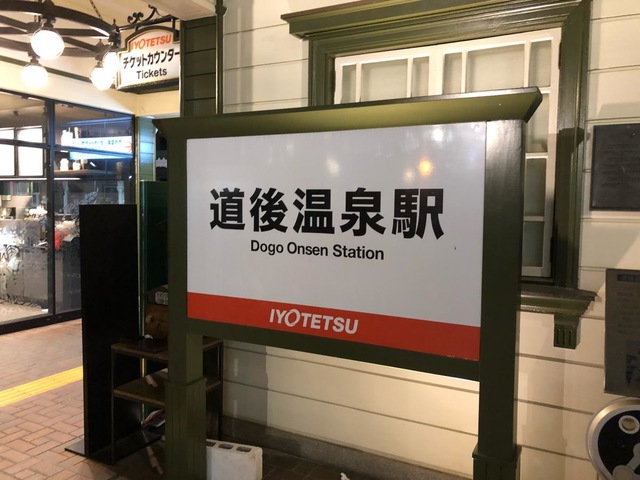 IYOTETSU
チケットカウンター
Tickets
道後温泉駅
Dogo Onsen Station
IYOTETSU